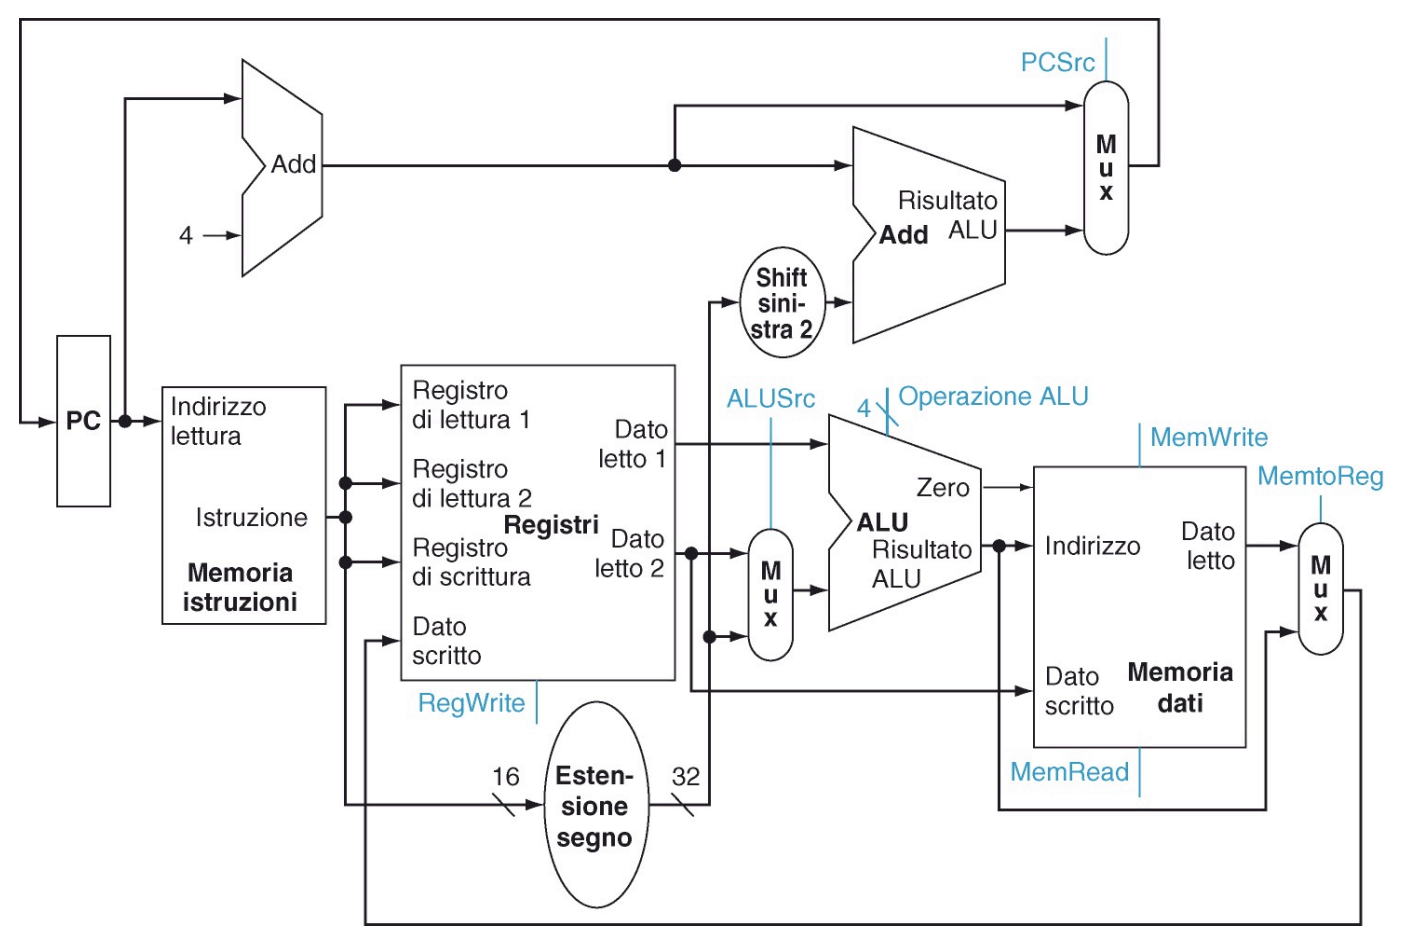 PCSrc
Mux
Add
4
Risultato
ALU
Add
Shift
sini-
stra 2
PC
Indirizzo
lettura
Istruzione
Memoria
istruzioni
Registro
di lettura 1
Registro
di lettura 2
Registri
Registro
di scrittura
Dato
scritto
Dato
letto 1
Dato
letto 2
RegWrite
ALUSrc
Mux
4
Operazione ALU
Zero
ALU
Risultato
ALU
MemWrite
Indirizzo
Dato
letto
Dato
scritto
Memoria
dati
MemRead
MemtoReg
Mux
16
Esten-
sione
segno
32